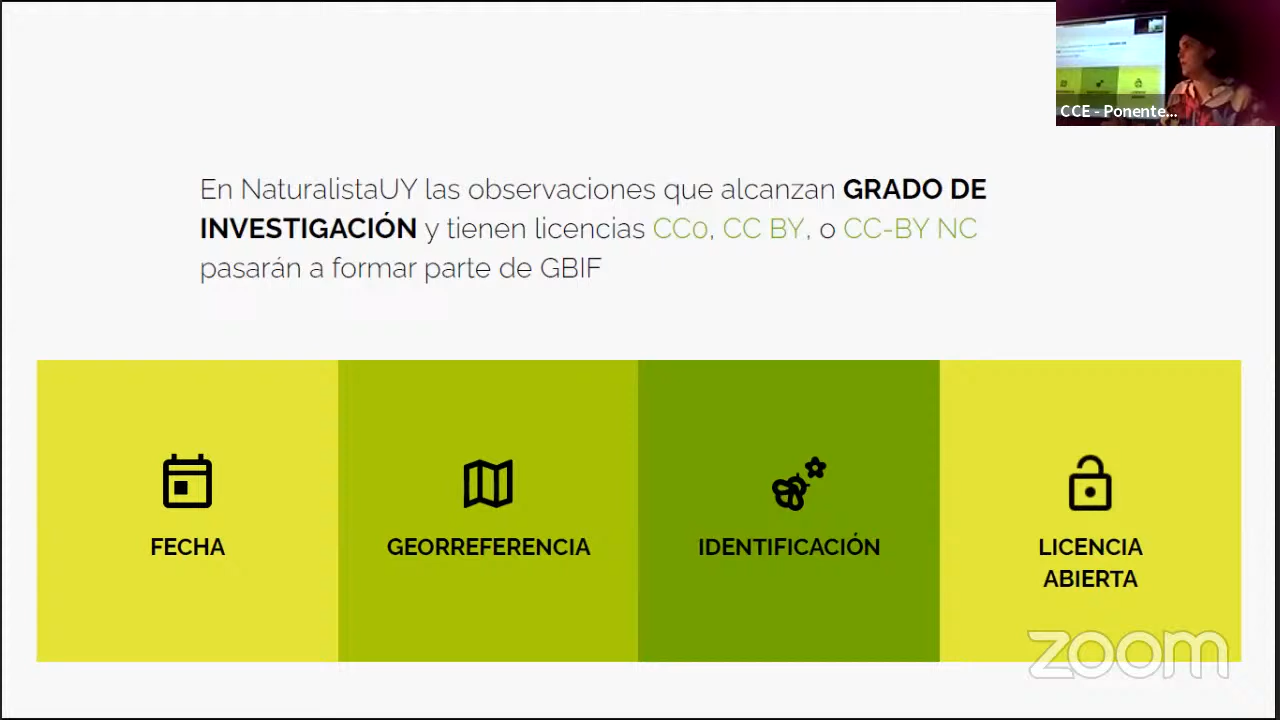 CCE - Ponente...
En NaturalistaUY las observaciones que alcanzan GRADO DE
INVESTIGACIÓN y tienen licencias CC0, CC BY, o CC-BY NC
pasarán a formar parte de GBIF
FECHA
GEORREFERENCIA
IDENTIFICACIÓN
LICENCIA
ABIERTA
zoom